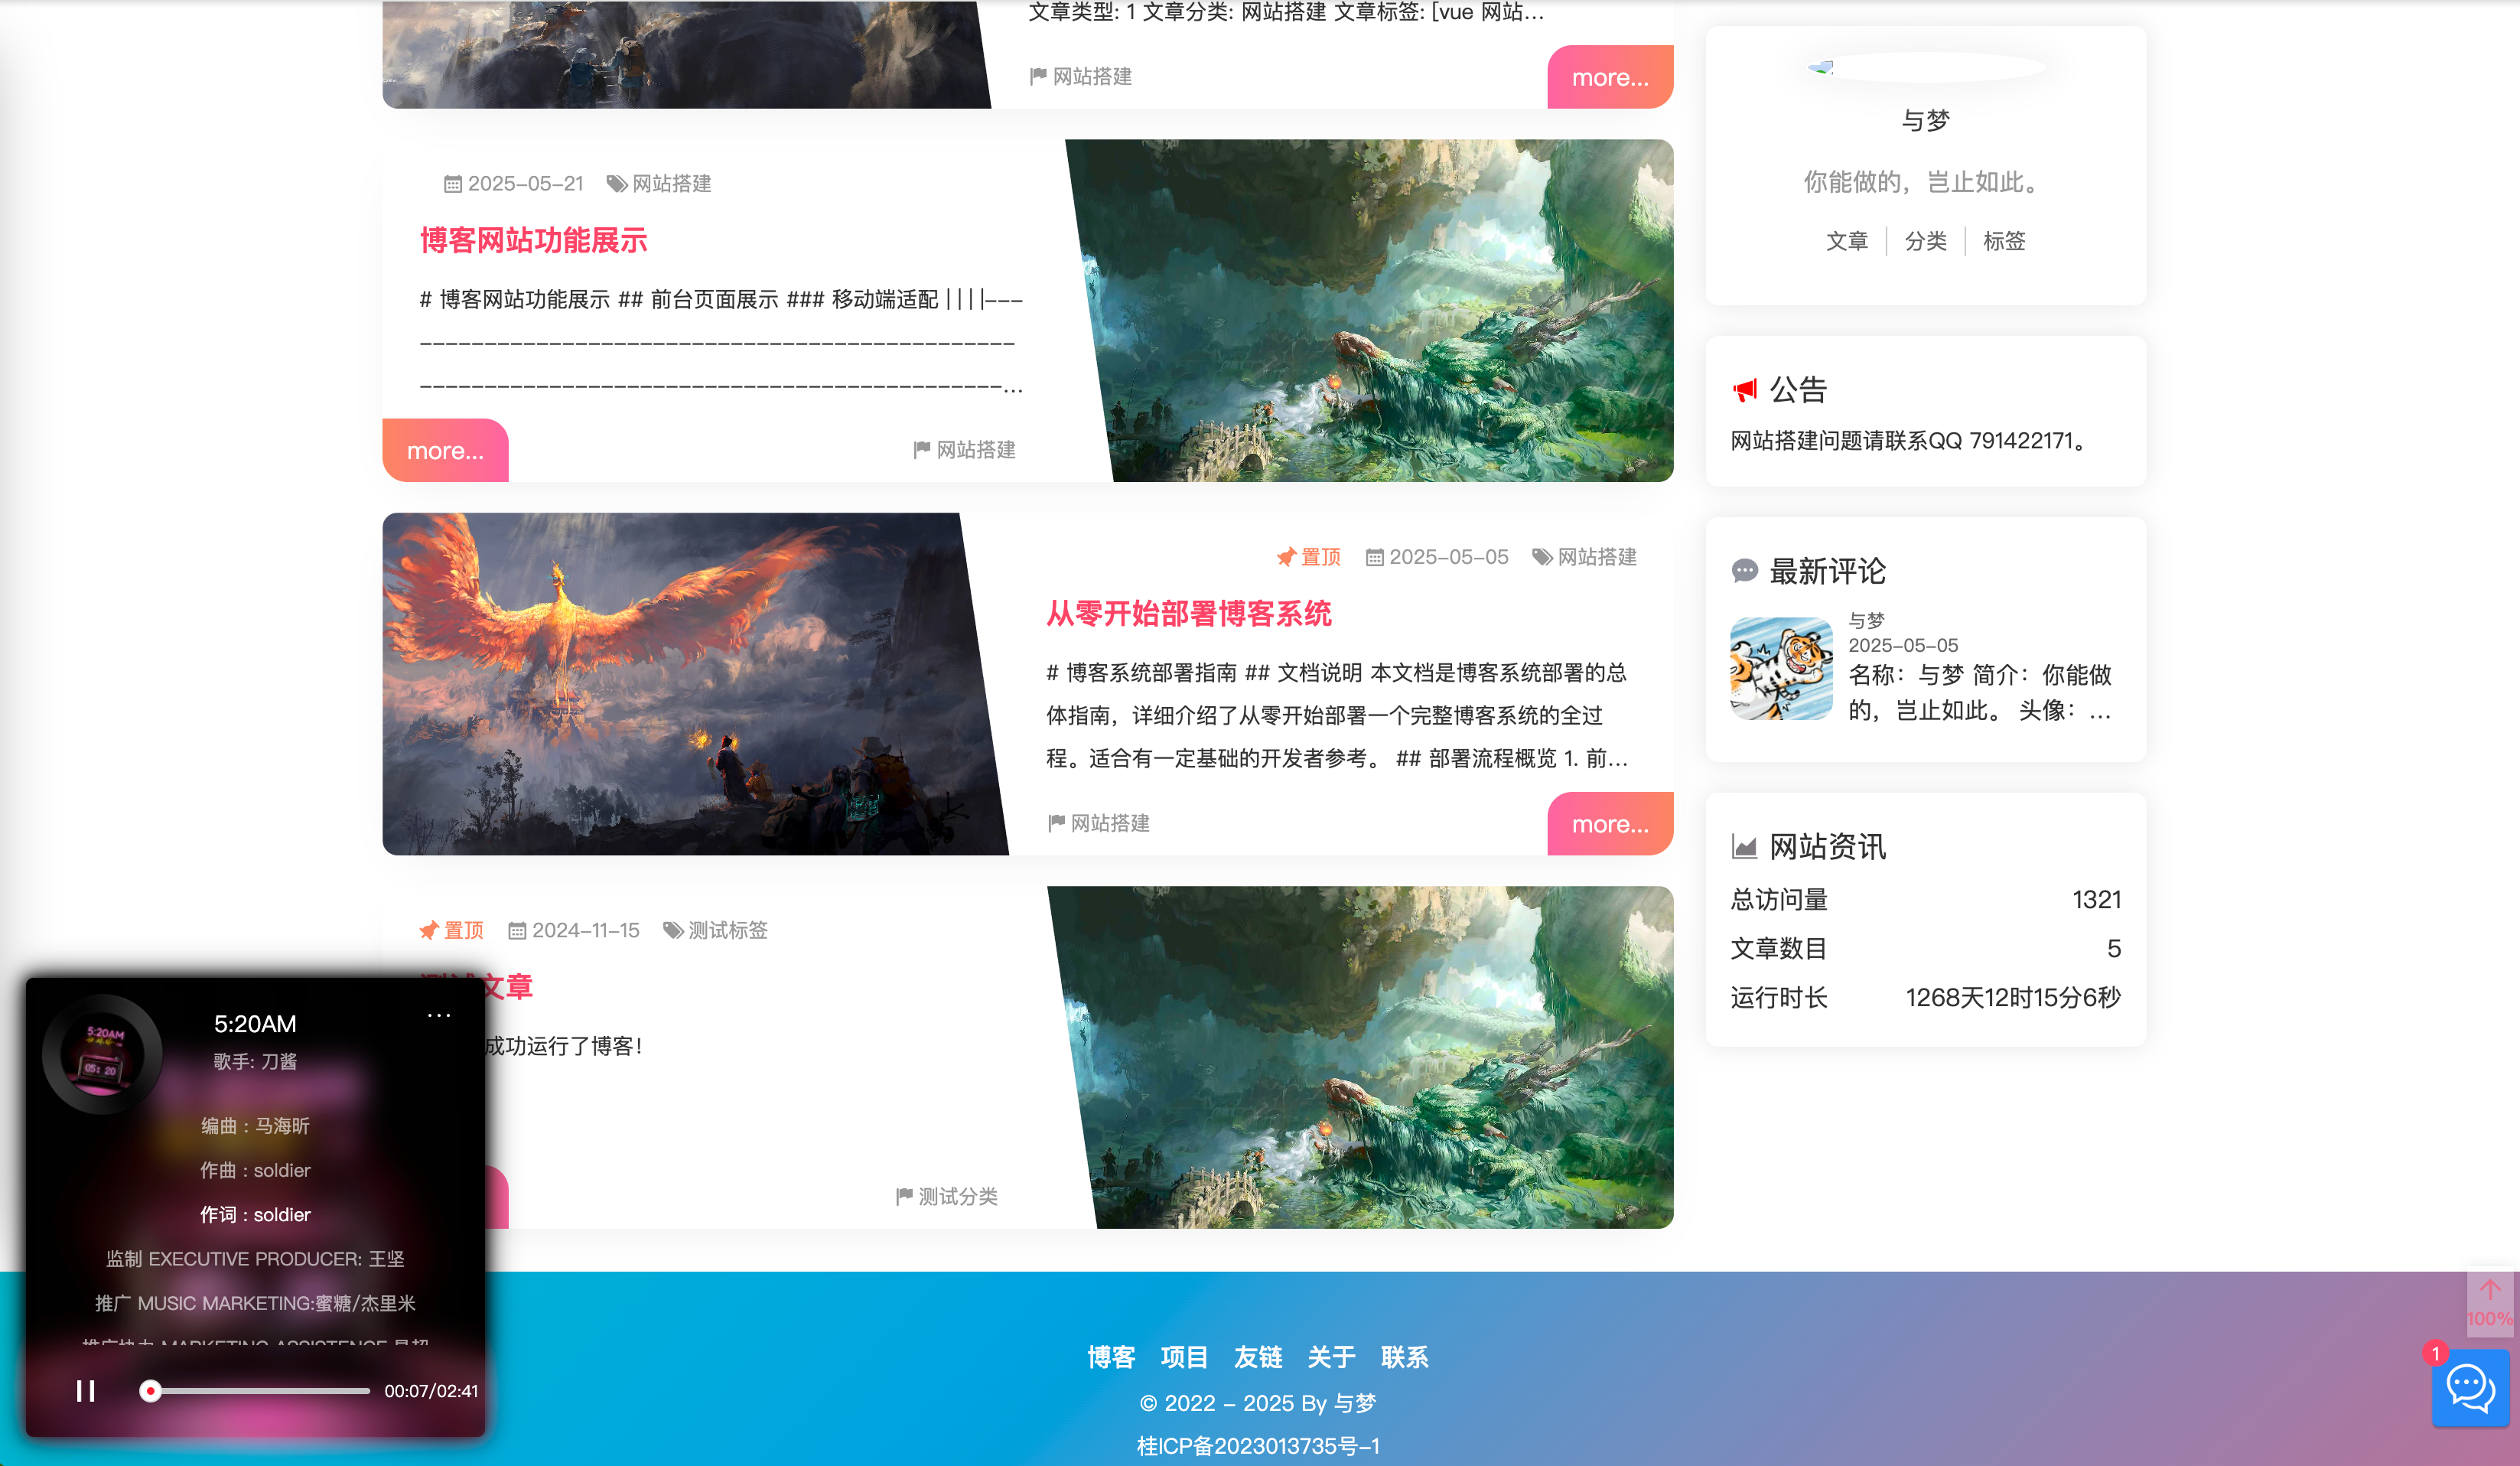 文章类型: 1 文章分类: 网站搭建 文章标签: [vue 网站...
网站搭建
more...
2025-05-21 网站搭建
博客网站功能展示
# 博客网站功能展示 ## 前台页面展示 ### 移动端适配 | | | |---
----------------------------------------------
---------------------------------------------...
more...
网站搭建
置顶 2025-05-05 网站搭建
从零开始部署博客系统
# 博客系统部署指南 ## 文档说明 本文档是博客系统部署的总
体指南，详细介绍了从零开始部署一个完整博客系统的全过
程。适合有一定基础的开发者参考。 ## 部署流程概览 1. 前...
网站搭建
more...
置顶 2024-11-15 测试标签
测试文章
成功运行了博客！
测试分类
与梦
你能做的，岂止如此。
文章 分类 标签
公告
网站搭建问题请联系QQ 791422171。
最新评论
与梦
2025-05-05
名称：与梦 简介：你能做
的，岂止如此。 头像：...
网站资讯
总访问量 1321
文章数目 5
运行时长 1268天12时15分6秒
5:20AM
...
歌手: 刀酱
5:20AM
05: 20
编曲 : 马海昕
作曲 : soldier
作词 : soldier
监制 EXECUTIVE PRODUCER: 王坚
推广 MUSIC MARKETING:蜜糖/杰里米
00:07/02:41
博客 项目 友链 关于 联系
© 2022 - 2025 By 与梦
桂ICP备2023013735号-1
100%
1